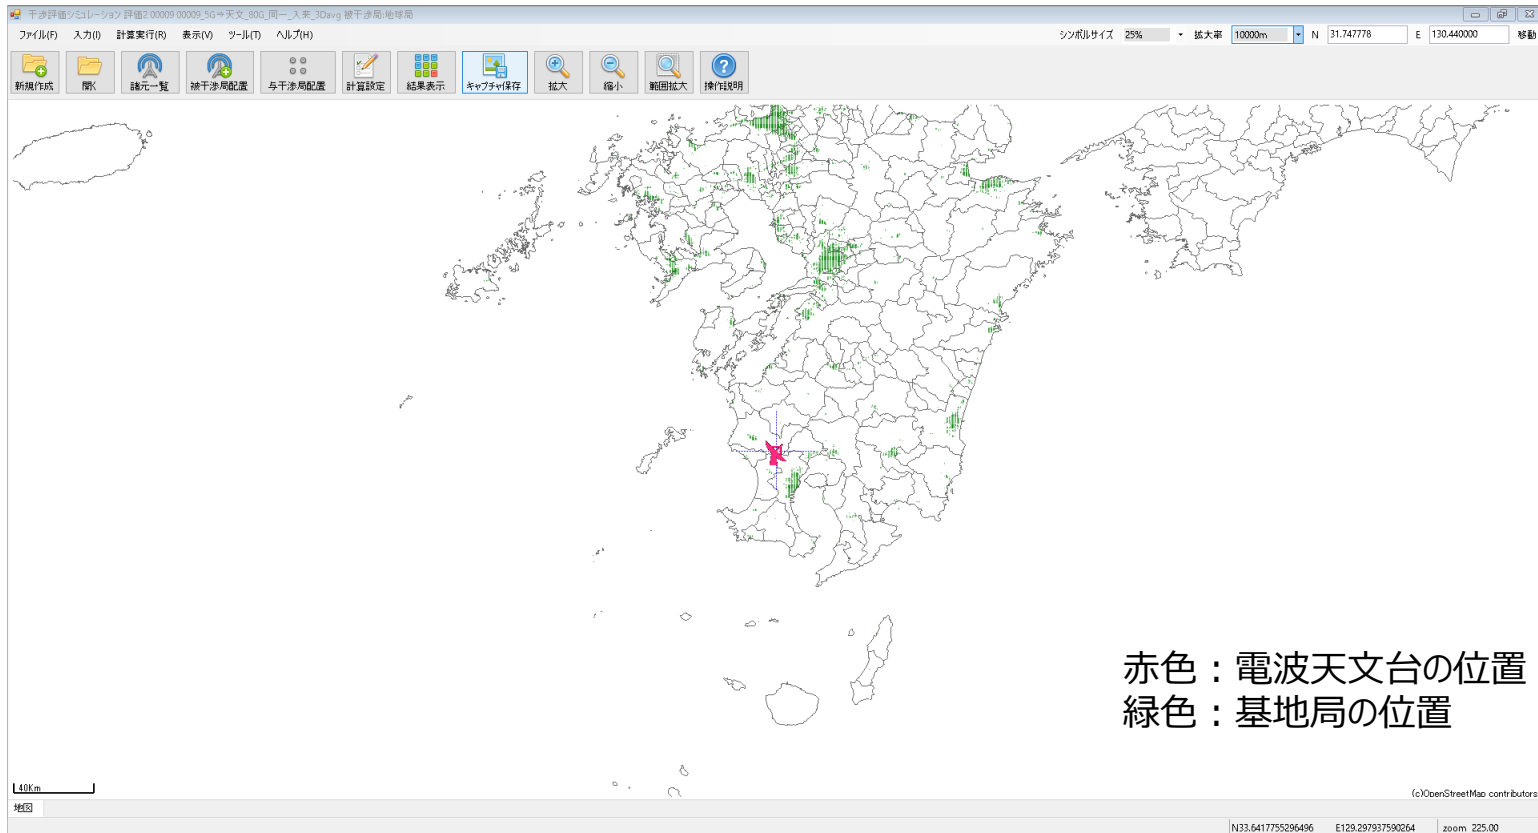 干渉評価シミュレーション 評価2.00009 00009_5G⇒天文_80G_同一_入来_3Davg 被干渉局:地球局
ファイル(F) 入力(I) 計算実行(R) 表示(V) ツール(T) ヘルプ(H) シンボルサイズ 25% 拡大率 10000m N 31.747778 E 130.440000 移動
新規作成 開く 諸元一覧 被干渉局配置 与干渉局配置 計算設定 結果表示 キャプチャ保存 拡大 縮小 範囲拡大 操作説明
赤色：電波天文台の位置
緑色：基地局の位置
40Km
(c)OpenStreetMap contributors
地図
N33.6417755296496 E129.297937590264 zoom 225.00